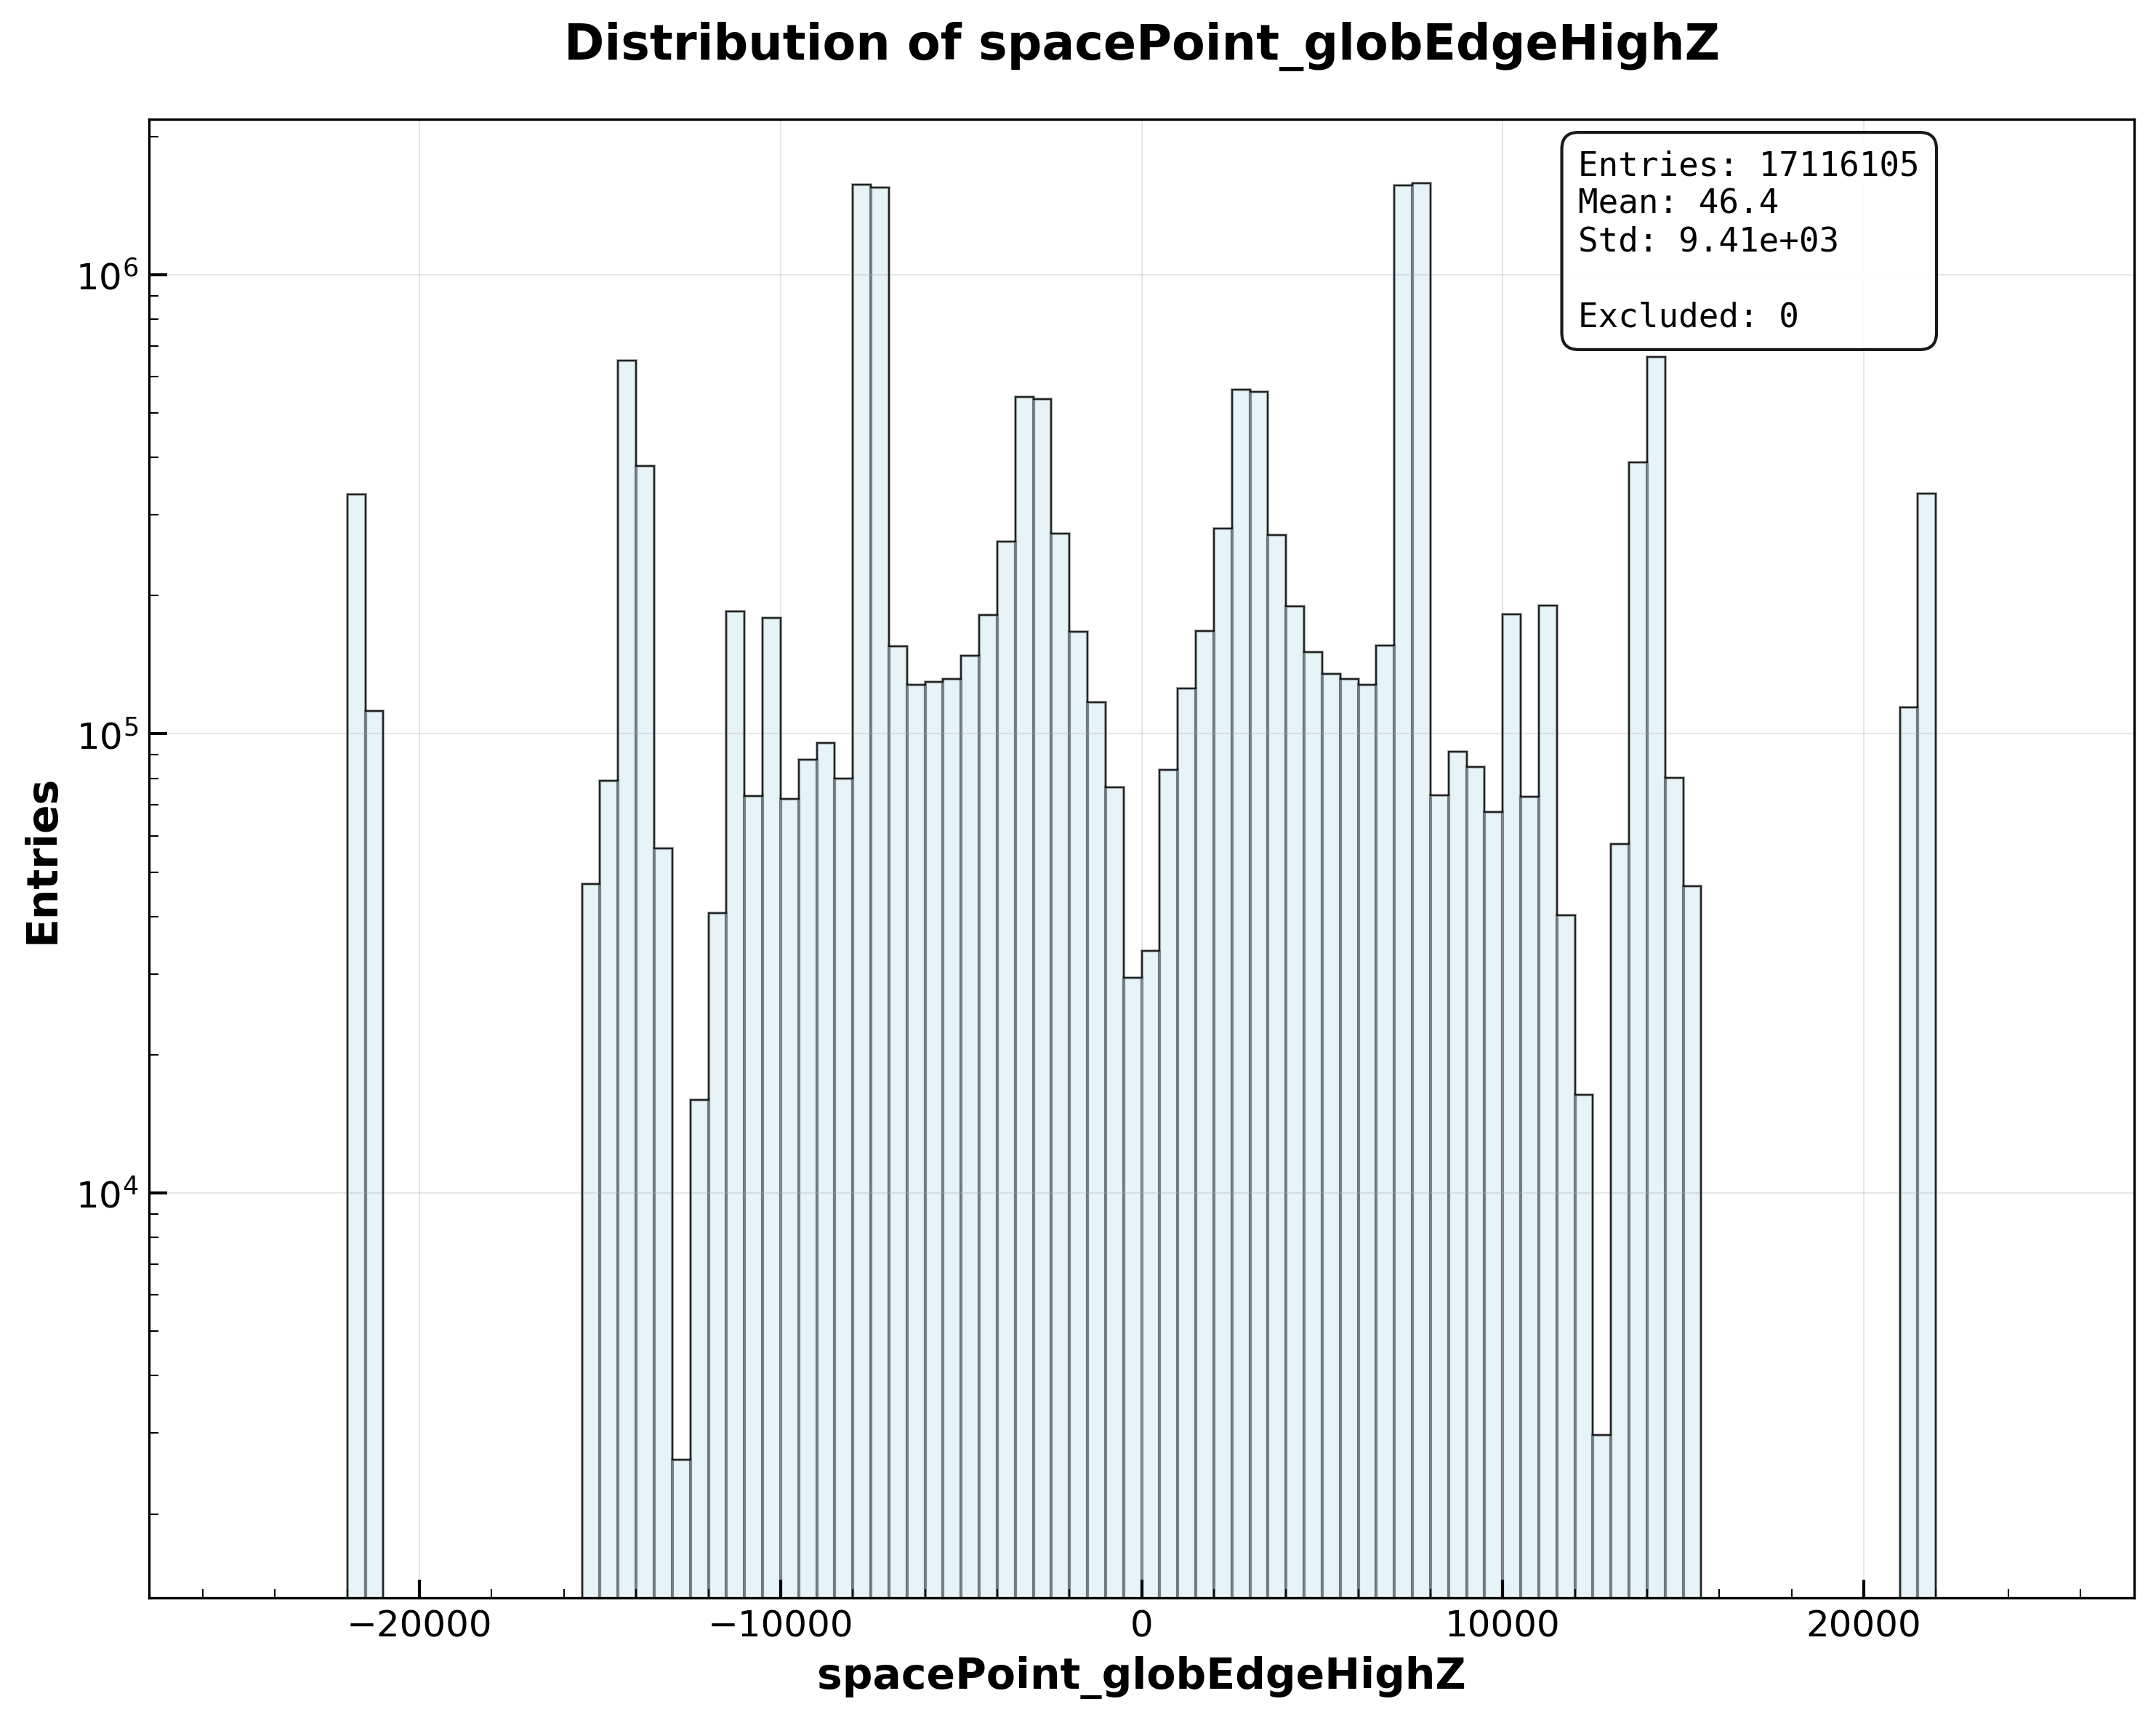 Distribution of spacePoint_globEdgeHighZ
Entries: 17116105
Mean: 46.4
Std: 9.41e+03
Excluded: 0
10^6
10^5
10^4
Entries
−20000 −10000 0 10000 20000
spacePoint_globEdgeHighZ